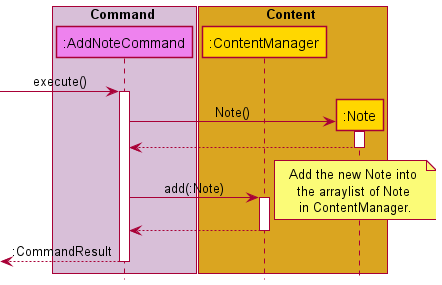 Command
Content
:AddNoteCommand
:ContentManager
execute()
Note()
:Note
Add the new Note into
the arraylist of Note
in ContentManager.
add(:Note)
:CommandResult